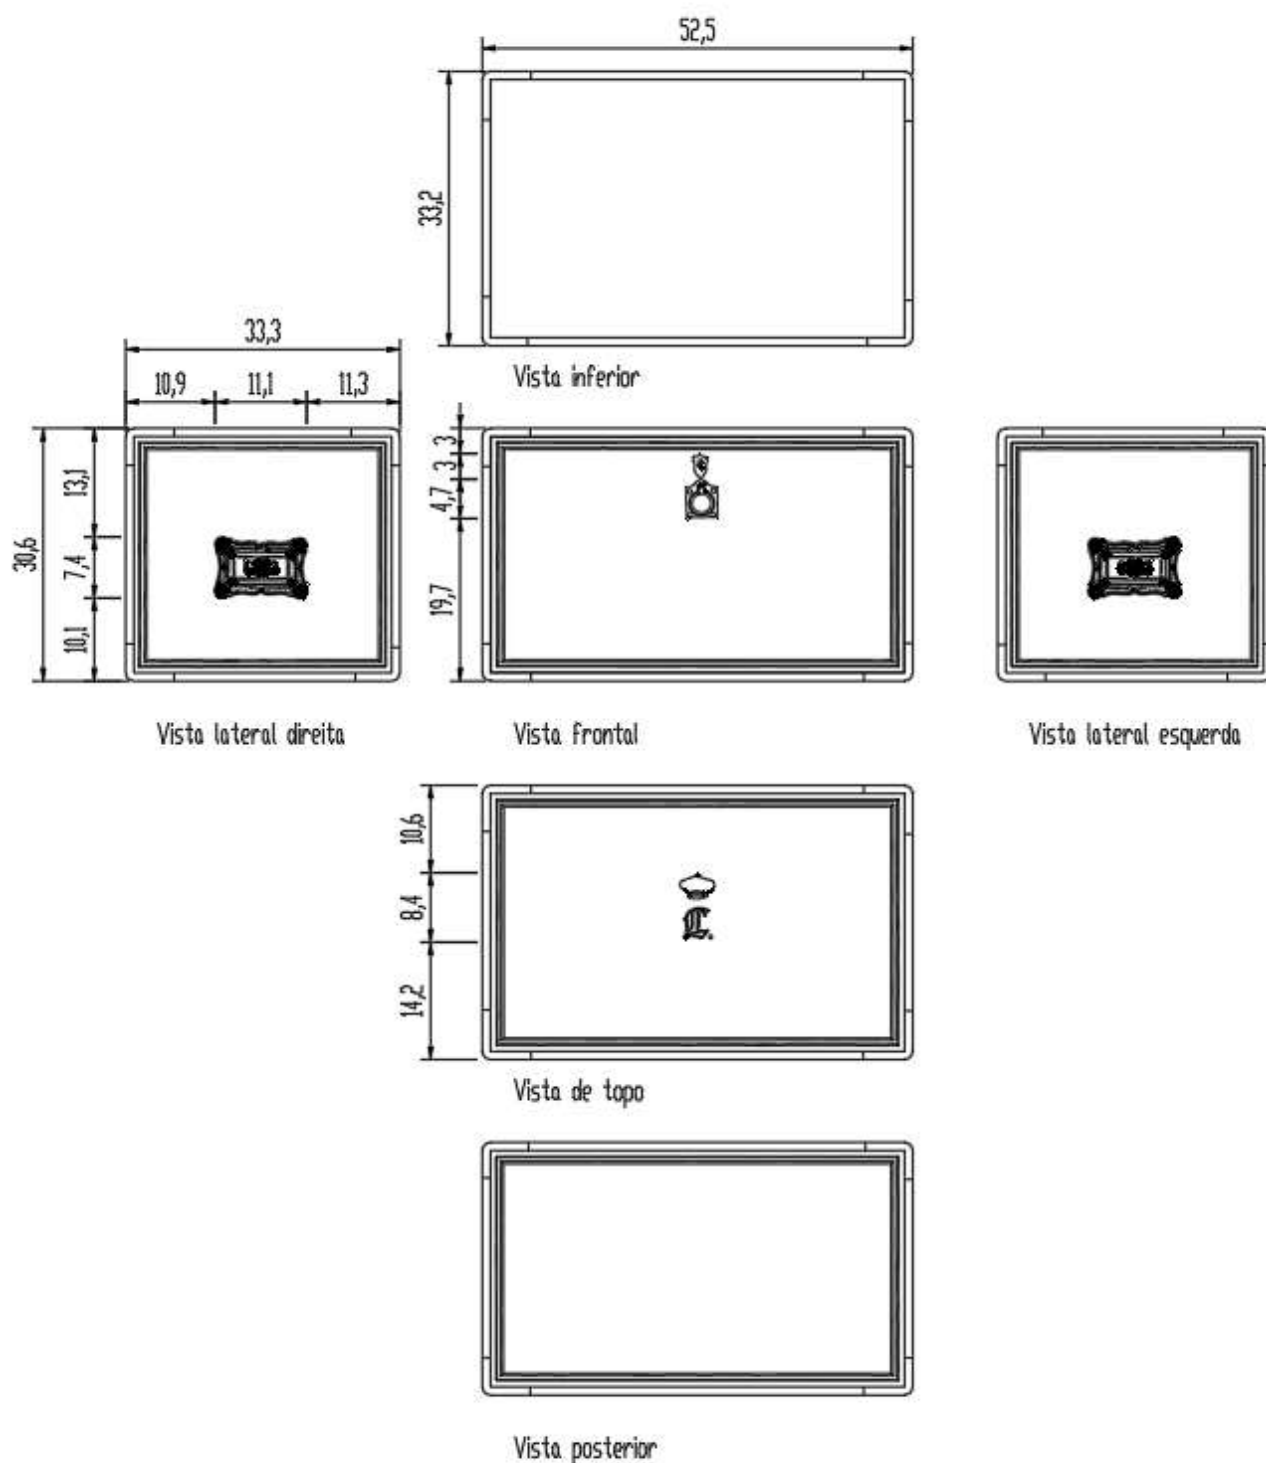 52,5
33,2
Vista inferior
33,3
10,9 11,1 11,3
30,6
13,1
7,4
10,1
Vista lateral direita
3
3
4,7
19,7
Vista frontal
Vista lateral esquerda
10,6
8,4
14,2
L
Vista de topo
Vista posterior